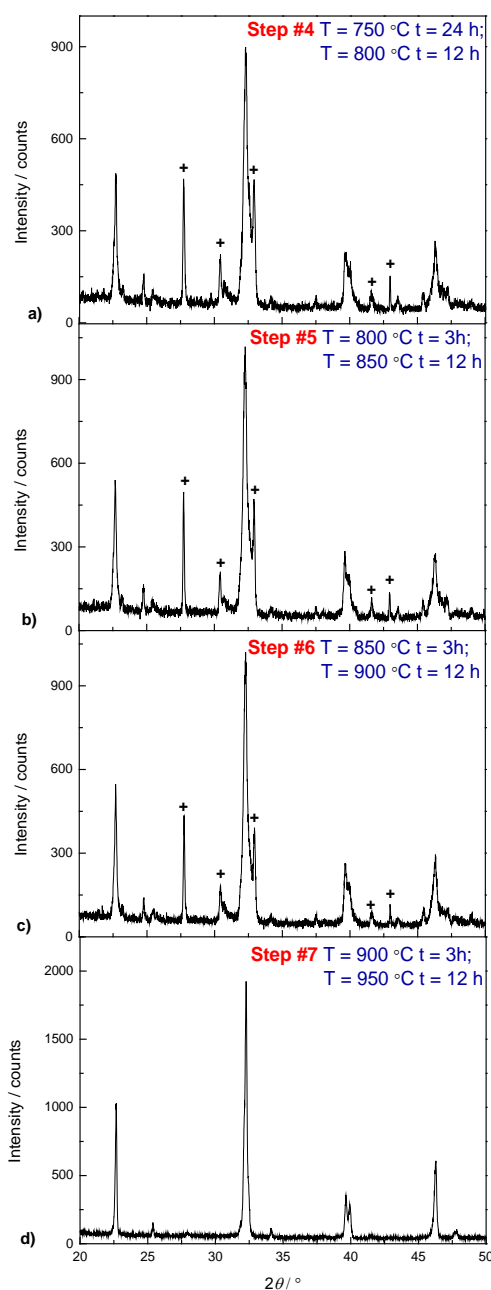 Step #4 T = 750 °C t = 24 h;
T = 800 °C t = 12 h
900
600
300
0
Intensity / counts
a)
+ + + + +
Step #5 T = 800 °C t = 3h;
T = 850 °C t = 12 h
900
600
300
0
Intensity / counts
b)
+ + + + +
Step #6 T = 850 °C t = 3h;
T = 900 °C t = 12 h
900
600
300
0
Intensity / counts
c)
+ + + + +
Step #7 T = 900 °C t = 3h;
T = 950 °C t = 12 h
2000
1500
1000
500
0
Intensity / counts
d)
20 25 30 35 40 45 50
2θ / °